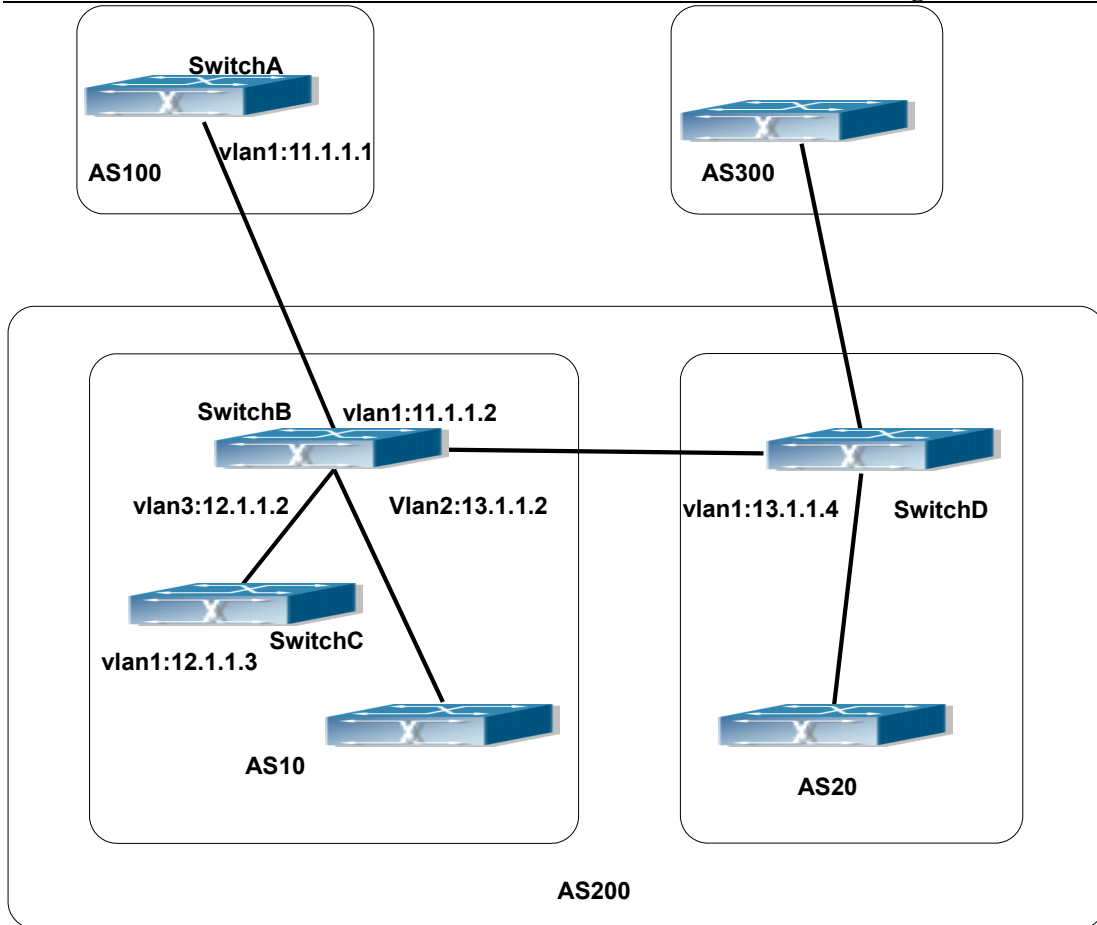 SwitchA
vlan1:11.1.1.1
AS100
AS300
SwitchB
vlan1:11.1.1.2
vlan3:12.1.1.2
Vlan2:13.1.1.2
vlan1:13.1.1.4
SwitchD
SwitchC
vlan1:12.1.1.3
AS10
AS20
AS200